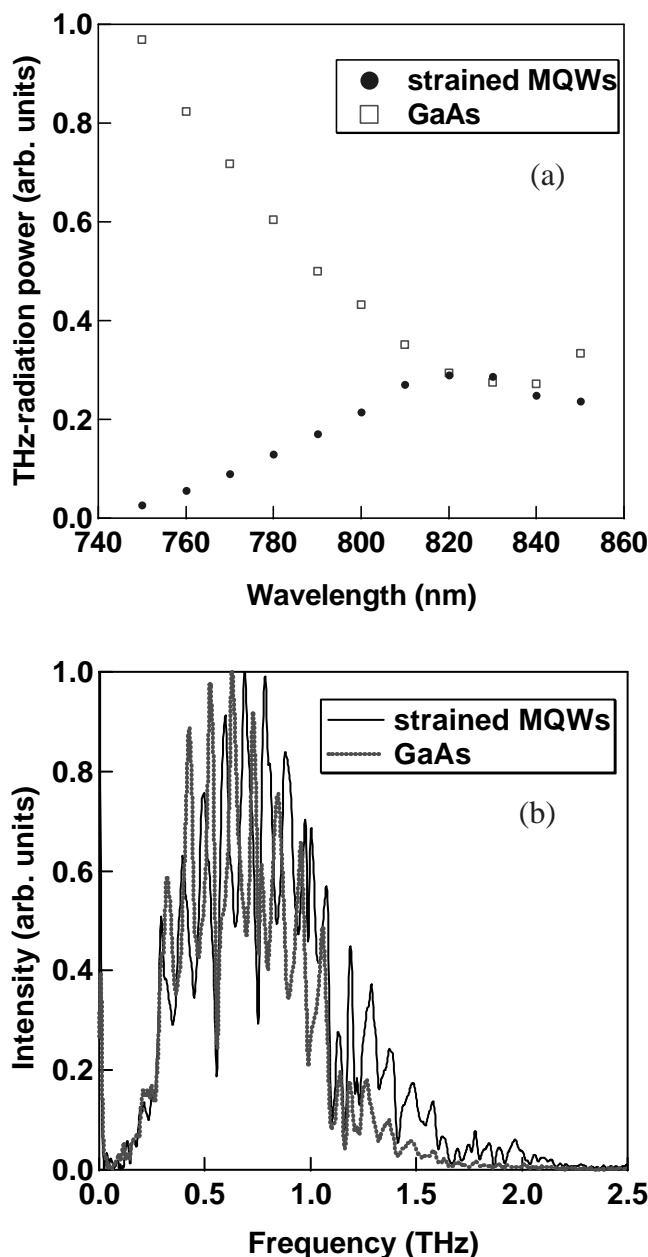 1.0
0.8
0.6
0.4
0.2
0.0
THz-radiation power (arb. units)
strained MQWs
GaAs
(a)
740 760 780 800 820 840 860
Wavelength (nm)
1.0
0.8
0.6
0.4
0.2
0.0
Intensity (arb. units)
strained MQWs
GaAs
(b)
0.0 0.5 1.0 1.5 2.0 2.5
Frequency (THz)